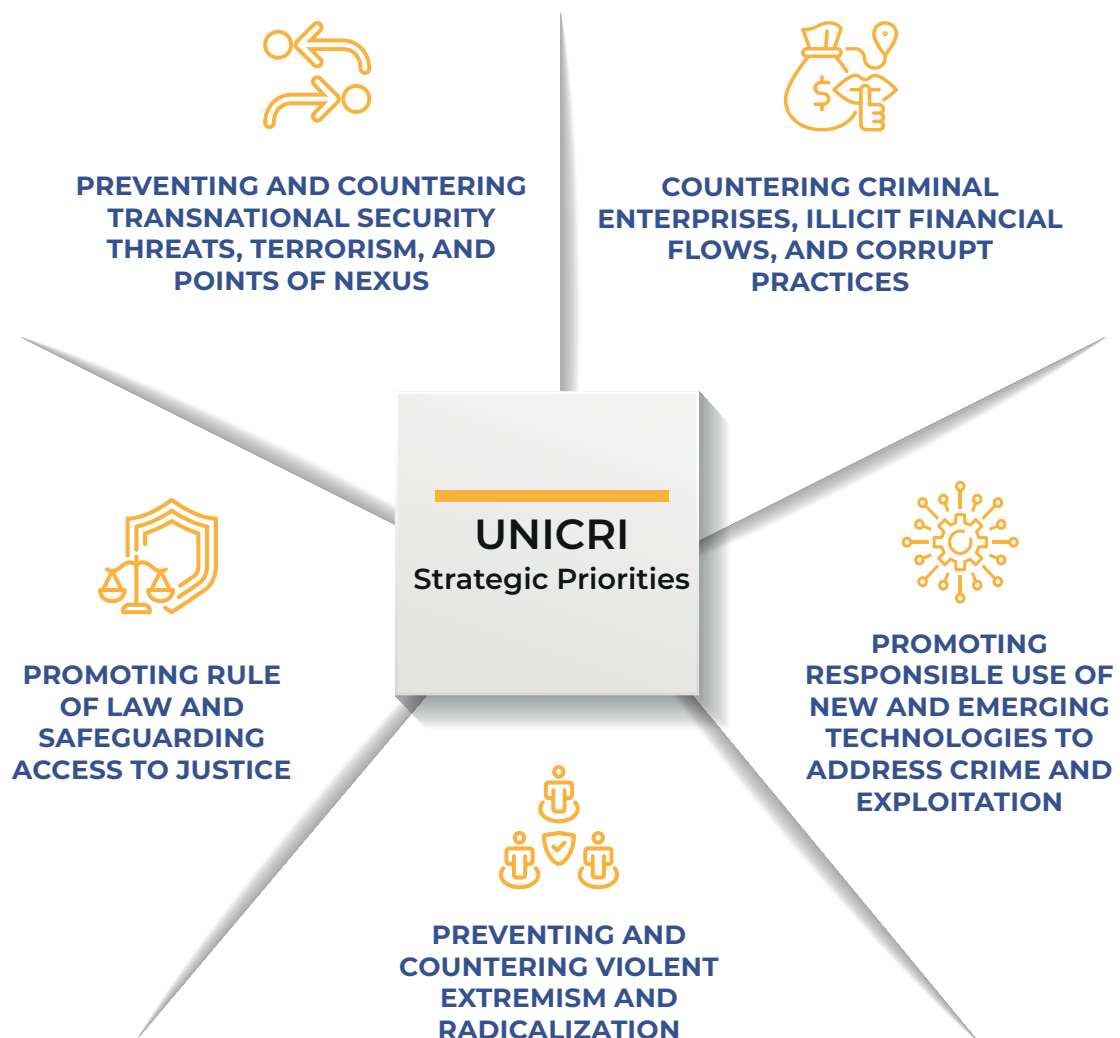 PREVENTING AND COUNTERING
TRANSNATIONAL SECURITY
THREATS, TERRORISM, AND
POINTS OF NEXUS
COUNTERING CRIMINAL
ENTERPRISES, ILLICIT FINANCIAL
FLOWS, AND CORRUPT
PRACTICES
$
UNICRI
Strategic Priorities
PROMOTING RULE
OF LAW AND
SAFEGUARDING
ACCESS TO JUSTICE
PROMOTING
RESPONSIBLE USE OF
NEW AND EMERGING
TECHNOLOGIES TO
ADDRESS CRIME AND
EXPLOITATION
PREVENTING AND
COUNTERING VIOLENT
EXTREMISM AND
RADICALIZATION